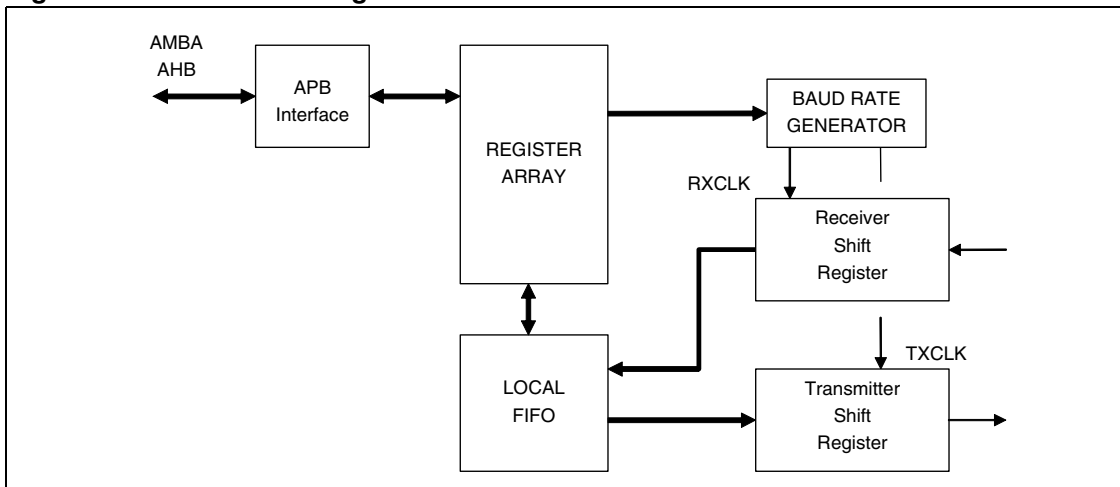 AMBA
AHB
APB
Interface
REGISTER
ARRAY
BAUD RATE
GENERATOR
RXCLK
Receiver
Shift
Register
LOCAL
FIFO
TXCLK
Transmitter
Shift
Register